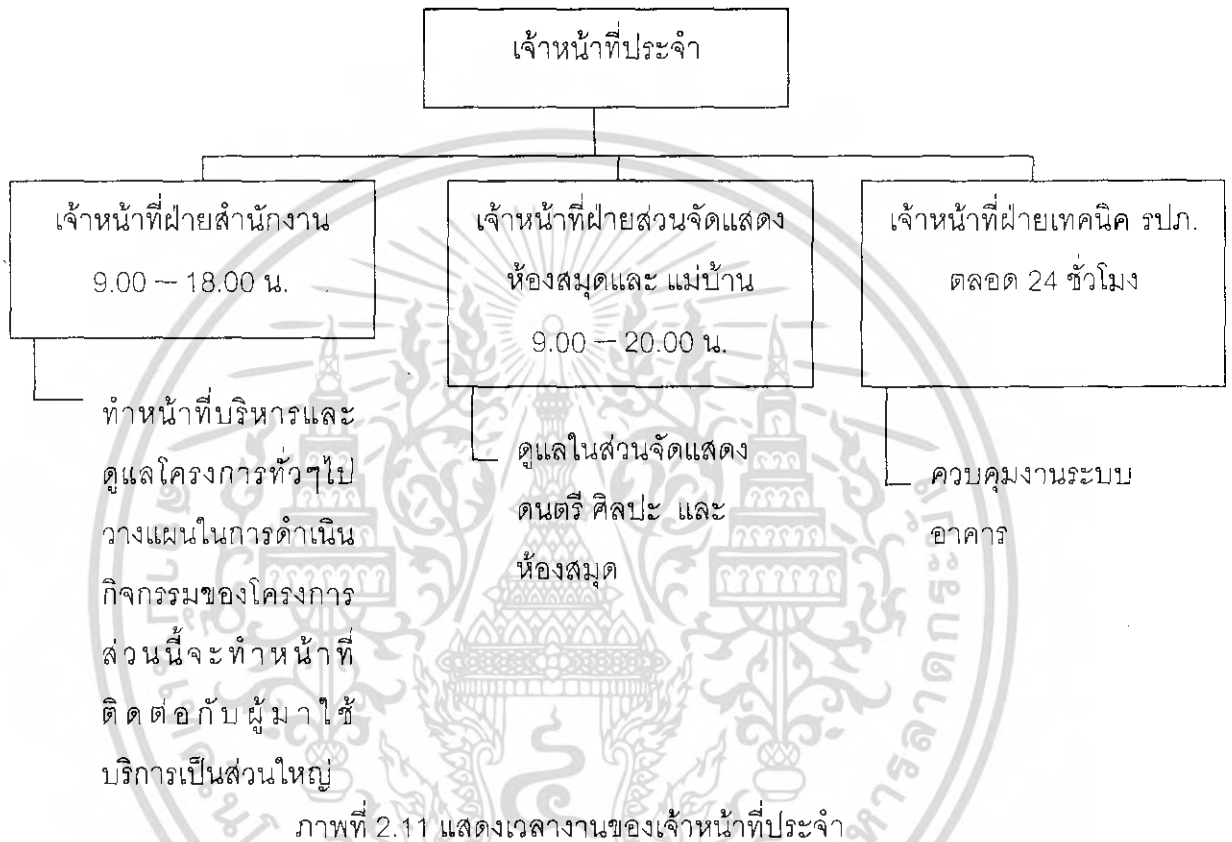 เจ้าหน้าที่ประจำ
เจ้าหน้าที่ฝ่ายสำนักงาน
9.00 – 18.00 น.
เจ้าหน้าที่ฝ่ายส่วนจัดแสดง
ห้องสมุดและ แม่บ้าน
9.00 – 20.00 น.
เจ้าหน้าที่ฝ่ายเทคนิค รปภ.
ตลอด 24 ชั่วโมง
ทำหน้าที่บริหารและ
ดูแลโครงการทั่วๆไป
วางแผนในการดำเนิน
กิจกรรมของโครงการ
ส่วนนี้จะทำหน้าที่
ติดต่อกับผู้มาใช้
บริการเป็นส่วนใหญ่
ดูแลในส่วนจัดแสดง
ดนตรี ศิลปะ และ
ห้องสมุด
ควบคุมงานระบบ
อาคาร
ภาพที่ 2.11 แสดงเวลางานของเจ้าหน้าที่ประจำ